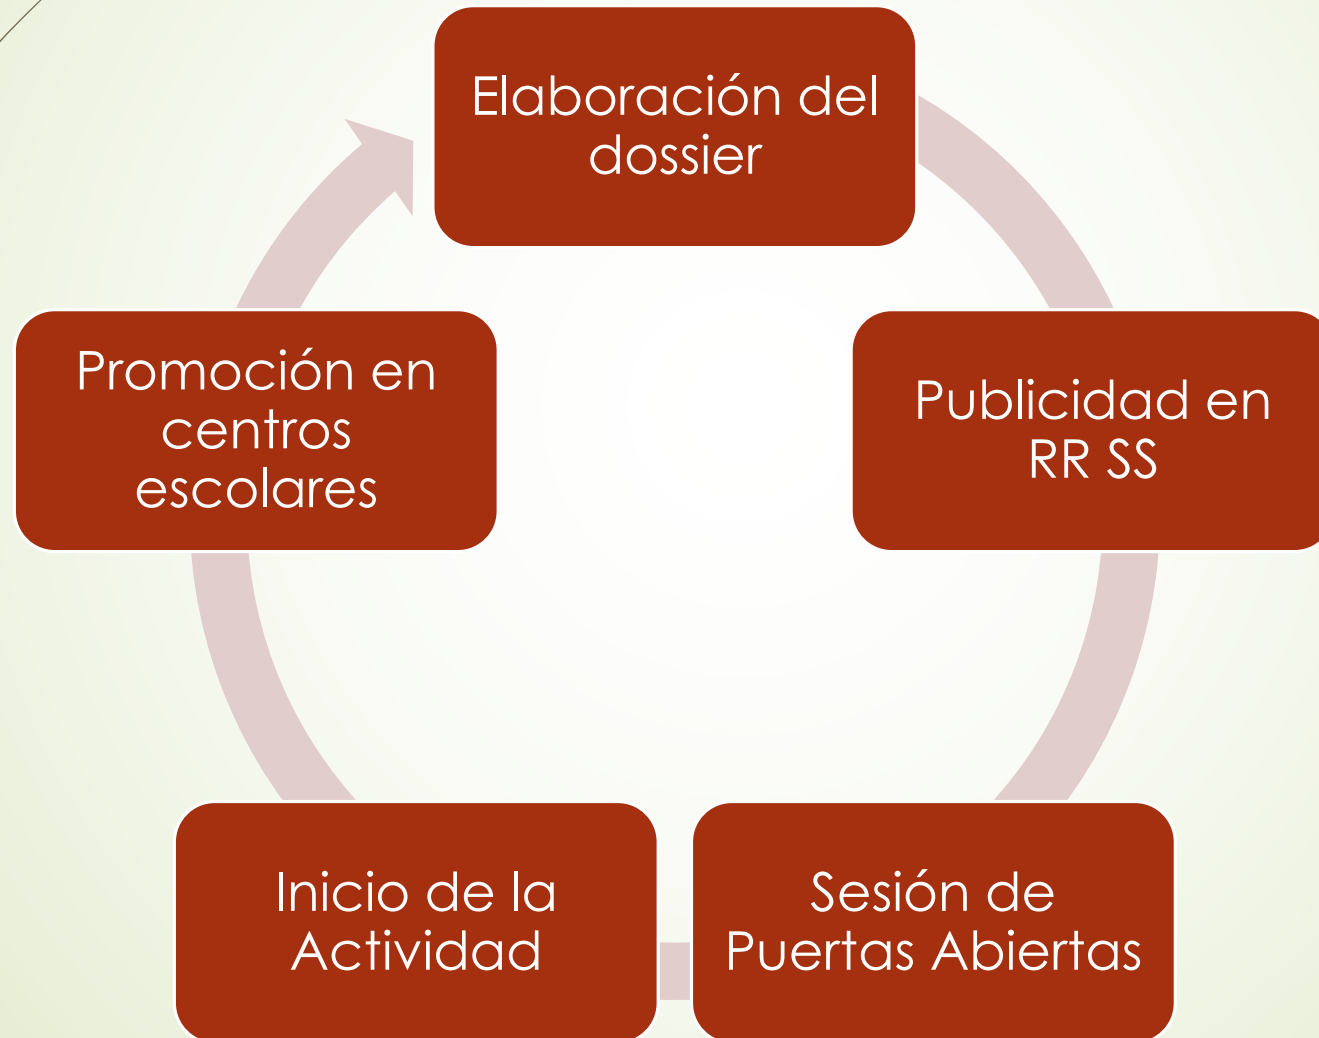 Elaboración del
dossier
Publicidad en
RR SS
Sesión de
Puertas Abiertas
Inicio de la
Actividad
Promoción en
centros
escolares